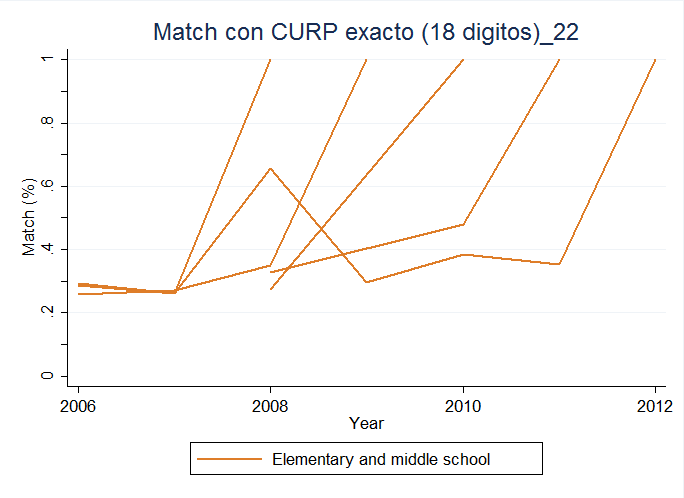 Match con CURP exacto (18 digitos)_22
Match (%)
1
.8
.6
.4
.2
0
2006
2008
2010
2012
Year
Elementary and middle school